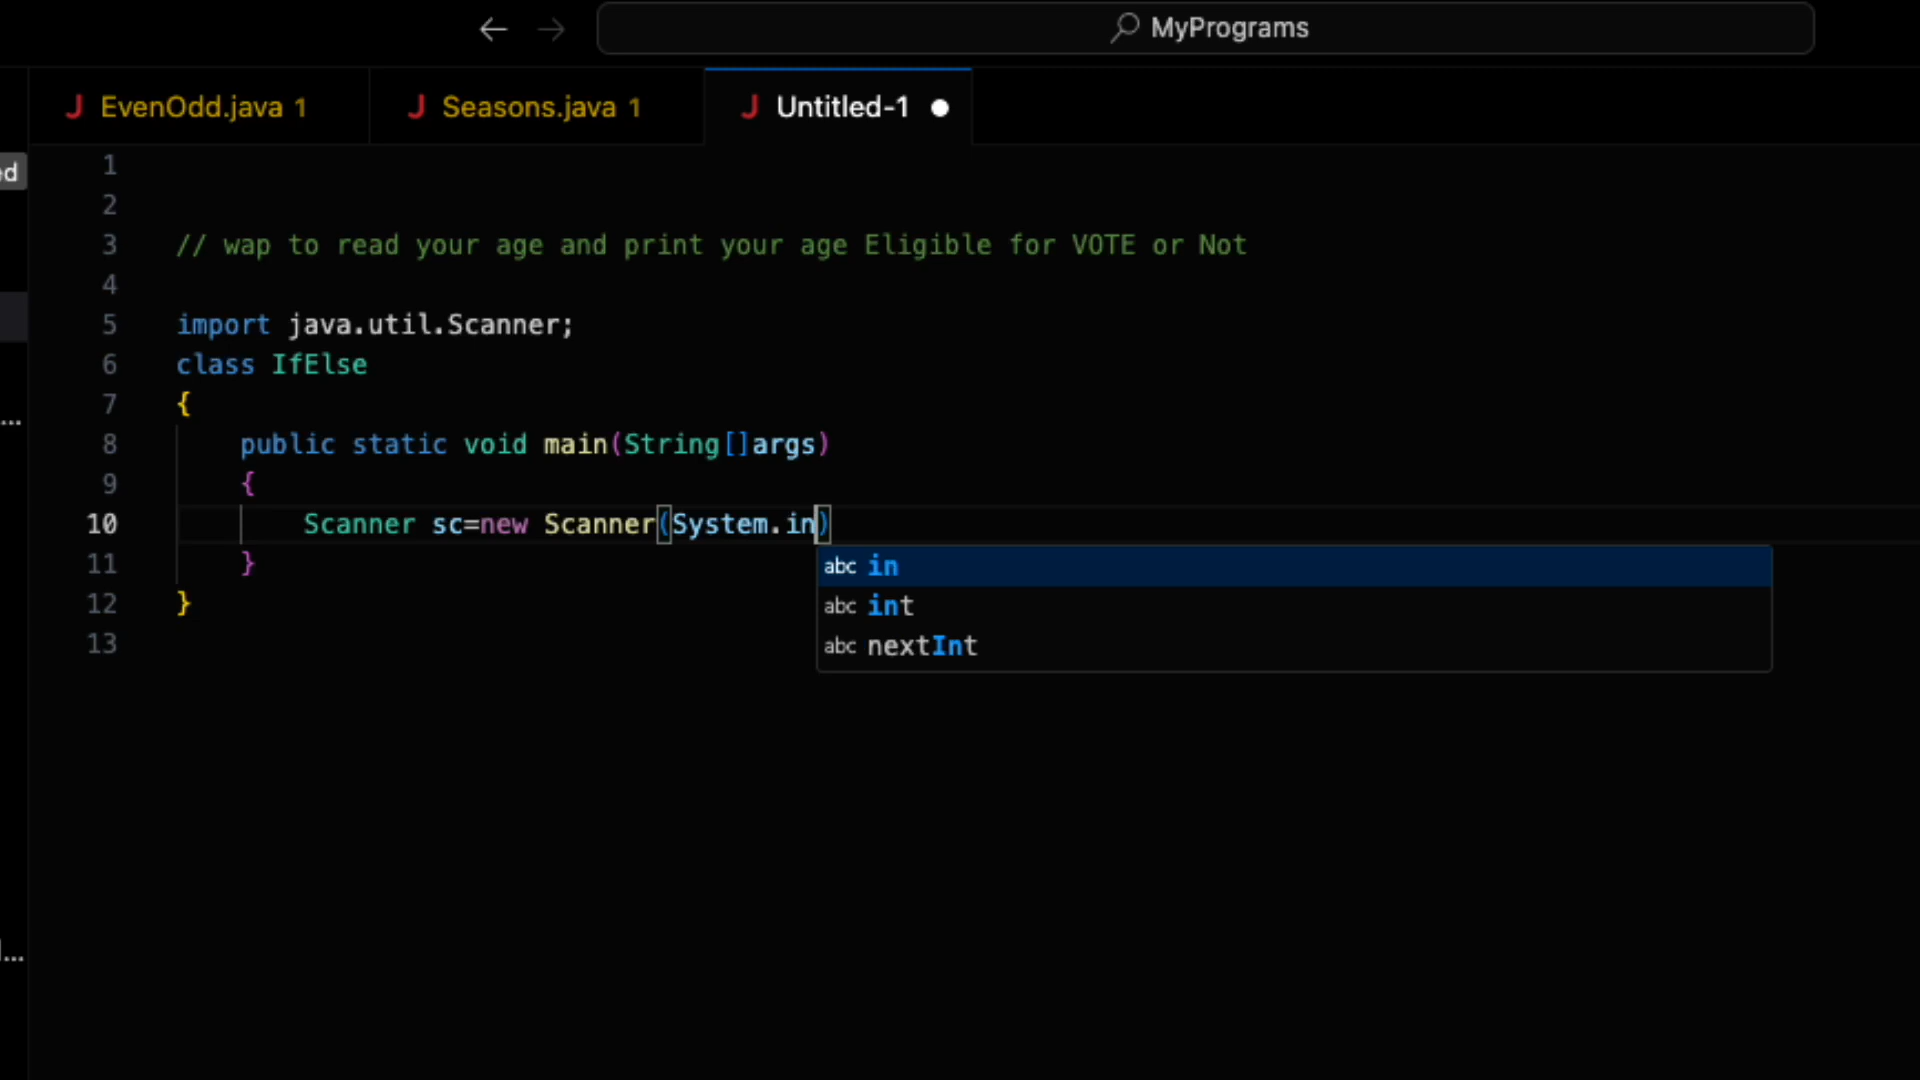 MyPrograms
EvenOdd.java 1
Seasons.java 1
Untitled-1
ed
1
2
3 // wap to read your age and print your age Eligible for VOTE or Not
4
5 import java.util.Scanner;
6 class IfElse
7 {
8 public static void main(String[]args)
9 {
10 Scanner sc=new Scanner(System.in)
11 }
12 }
13
abc in
abc int
abc nextInt
...
...